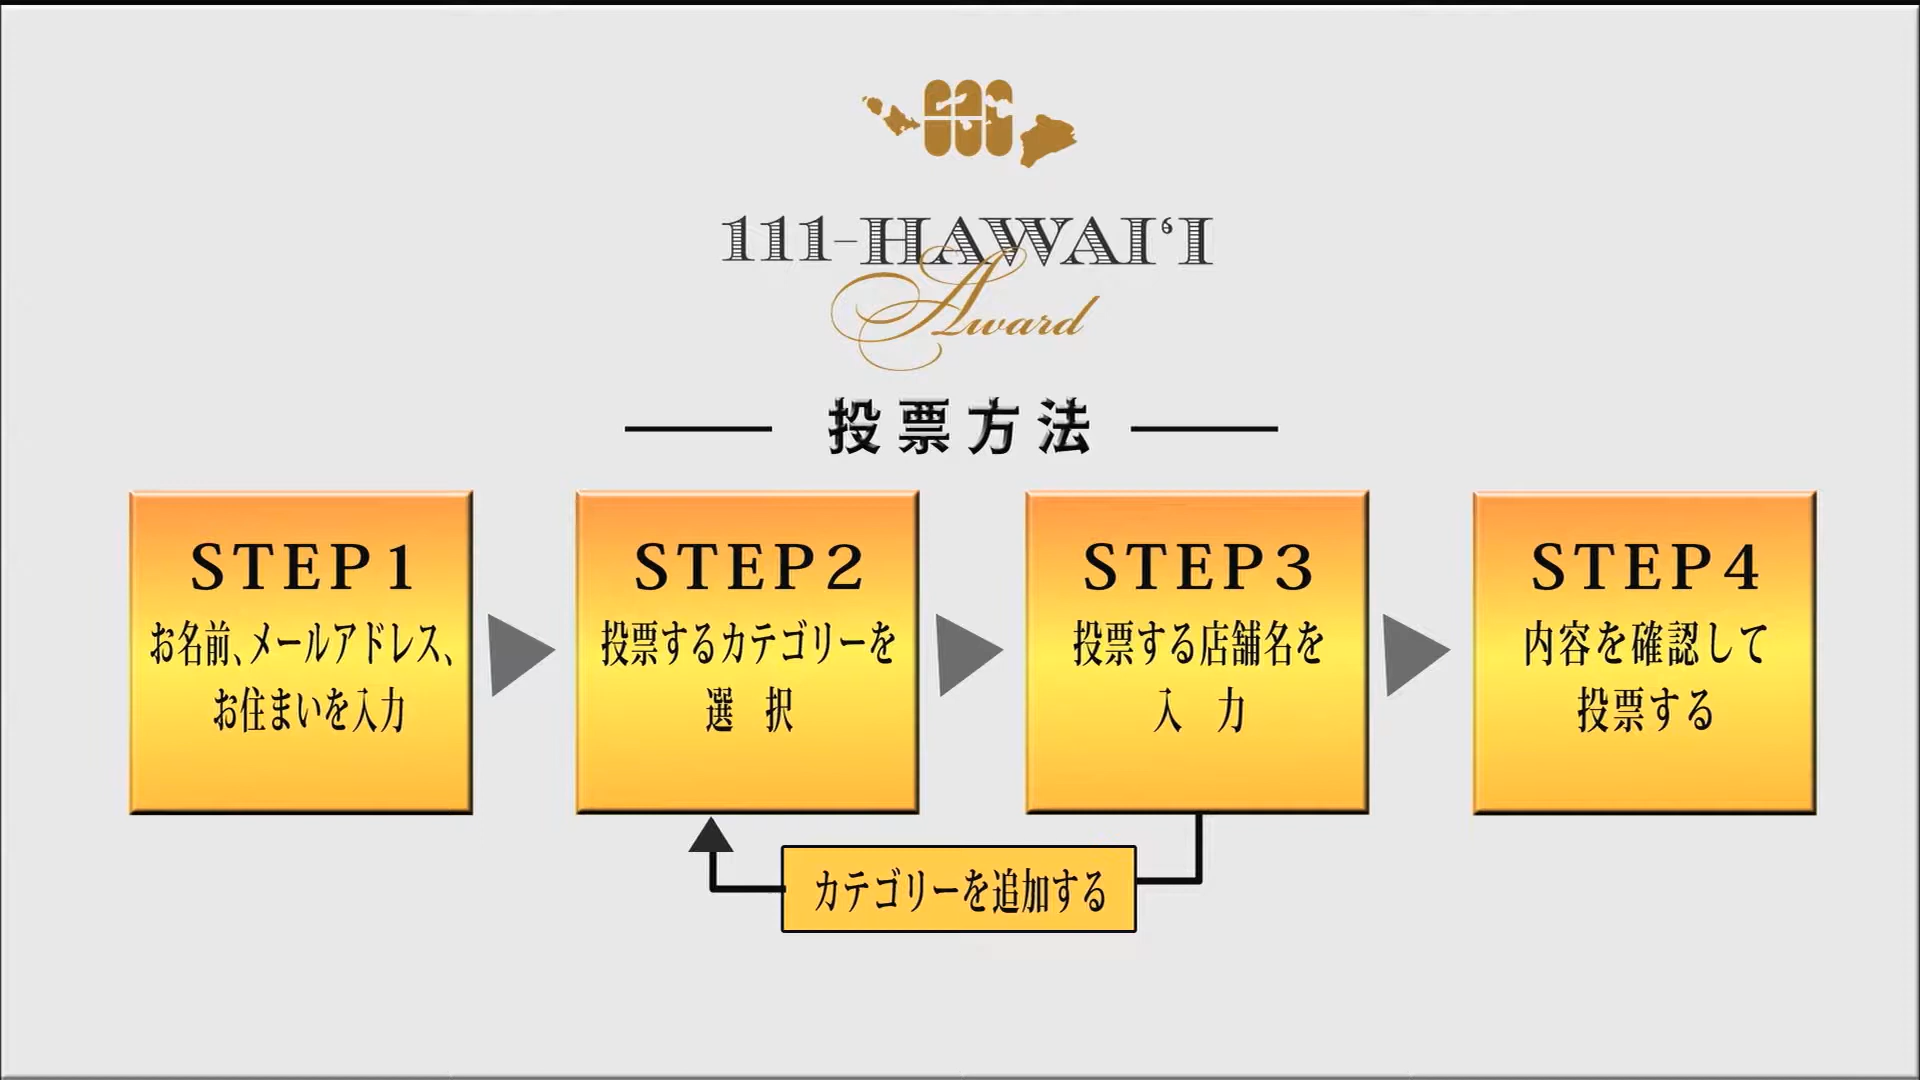 111-HAWAI‘I
Award
投票方法
STEP1
お名前、メールアドレス、
お住まいを入力
STEP2
投票するカテゴリーを
選 択
STEP3
投票する店舗名を
入 力
STEP4
内容を確認して
投票する
カテゴリーを追加する